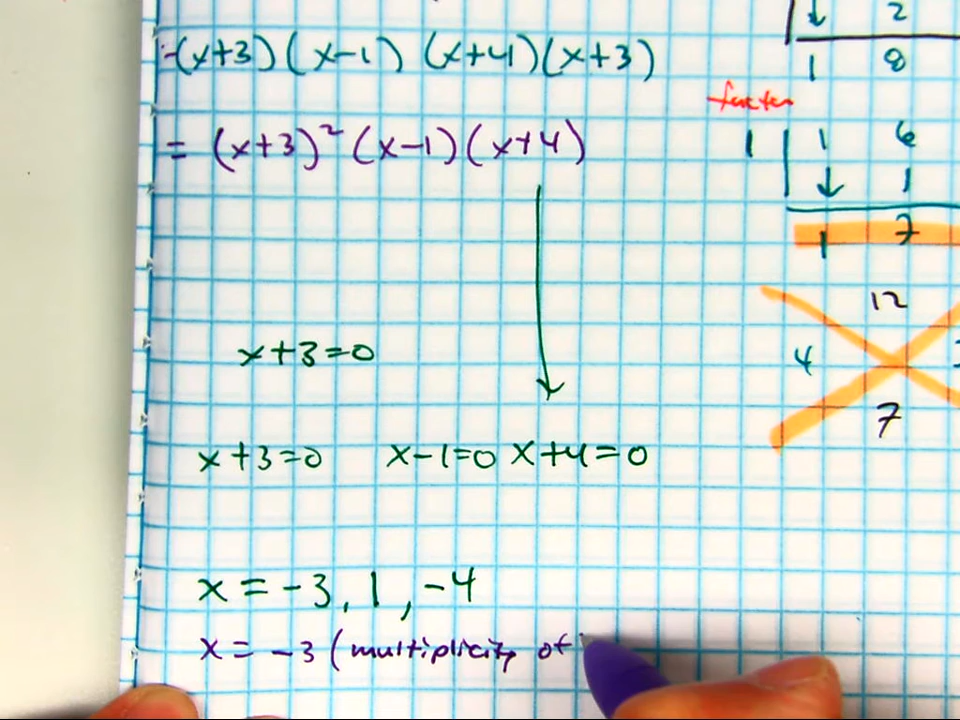 (x+3)(x-1)(x+4)(x+3)
= (x+3)²(x-1)(x+4)
x+3=0
x+3=0 x-1=0 x+4=0
x = -3, 1, -4
x = -3 (multiplicity of
↓ 2
1 8
factor
1 1 6
↓ 1
1 7
12
4
7